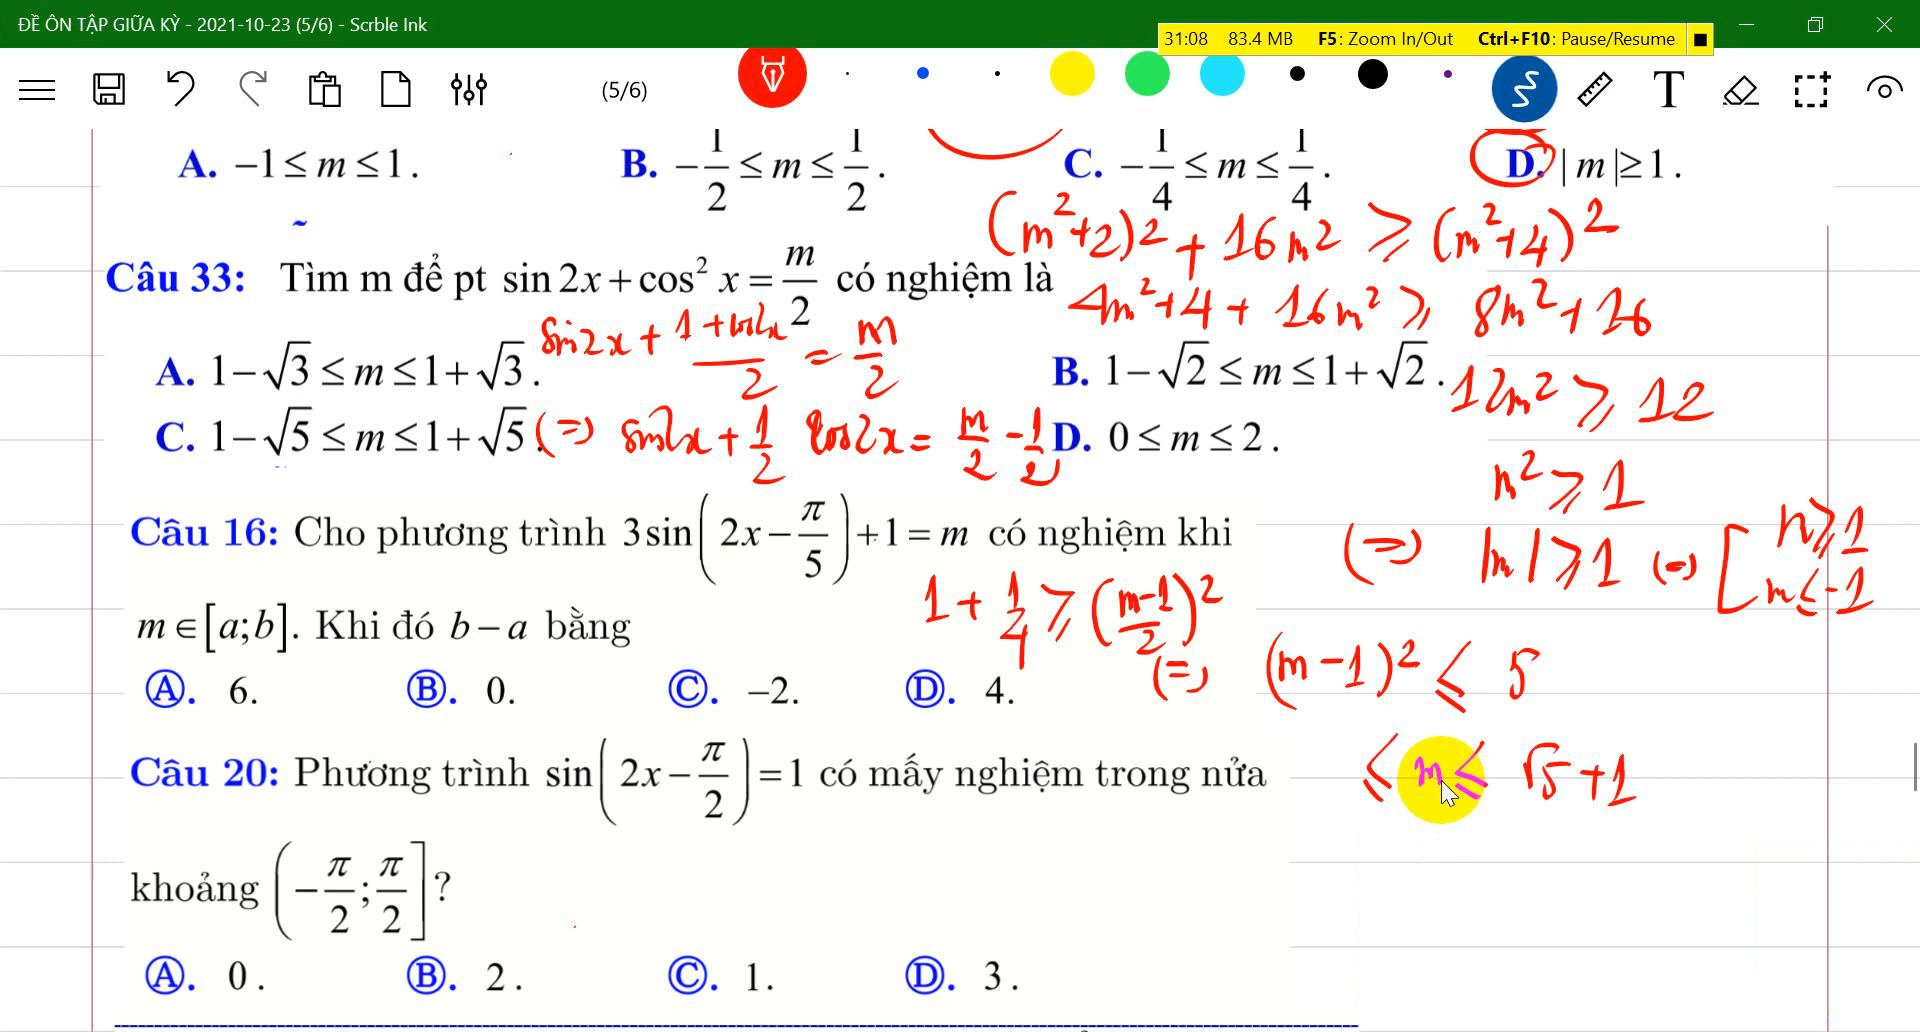 ĐỀ ÔN TẬP GIỮA KỲ - 2021-10-23 (5/6) - Scrble Ink
31:08 83.4 MB F5: Zoom In/Out Ctrl+F10: Pause/Resume
(5/6)
T
A. −1 ≤ m ≤ 1. B. −1/2 ≤ m ≤ 1/2. C. −1/4 ≤ m ≤ 1/4. D. |m| ≥ 1.
(m²+2)² + 16m² ≥ (m²+4)²
Câu 33: Tìm m để pt sin 2x + cos² x = m/2 có nghiệm là
4m²+4 + 16m² ≥ 8m²+16
sin2x + (1+cos2x)/2 = m/2
A. 1−√3 ≤ m ≤ 1+√3. B. 1−√2 ≤ m ≤ 1+√2.
12m² ≥ 12
C. 1−√5 ≤ m ≤ 1+√5. D. 0 ≤ m ≤ 2.
(=) sin2x + 1/2 cos2x = m/2 − 1/2
m² ≥ 1
Câu 16: Cho phương trình 3sin(2x − π/5) + 1 = m có nghiệm khi
(=) |m| ≥ 1 (=) [ m ≥ 1
m ≤ −1
1 + 1/4 ≥ ((m−1)/2)²
m ∈ [a;b]. Khi đó b − a bằng
(=) (m−1)² ≤ 5
Ⓐ. 6. Ⓑ. 0. Ⓒ. −2. Ⓓ. 4.
≤ m ≤ √5 + 1
Câu 20: Phương trình sin(2x − π/2) = 1 có mấy nghiệm trong nửa
khoảng (−π/2; π/2]?
Ⓐ. 0. Ⓑ. 2. Ⓒ. 1. Ⓓ. 3.